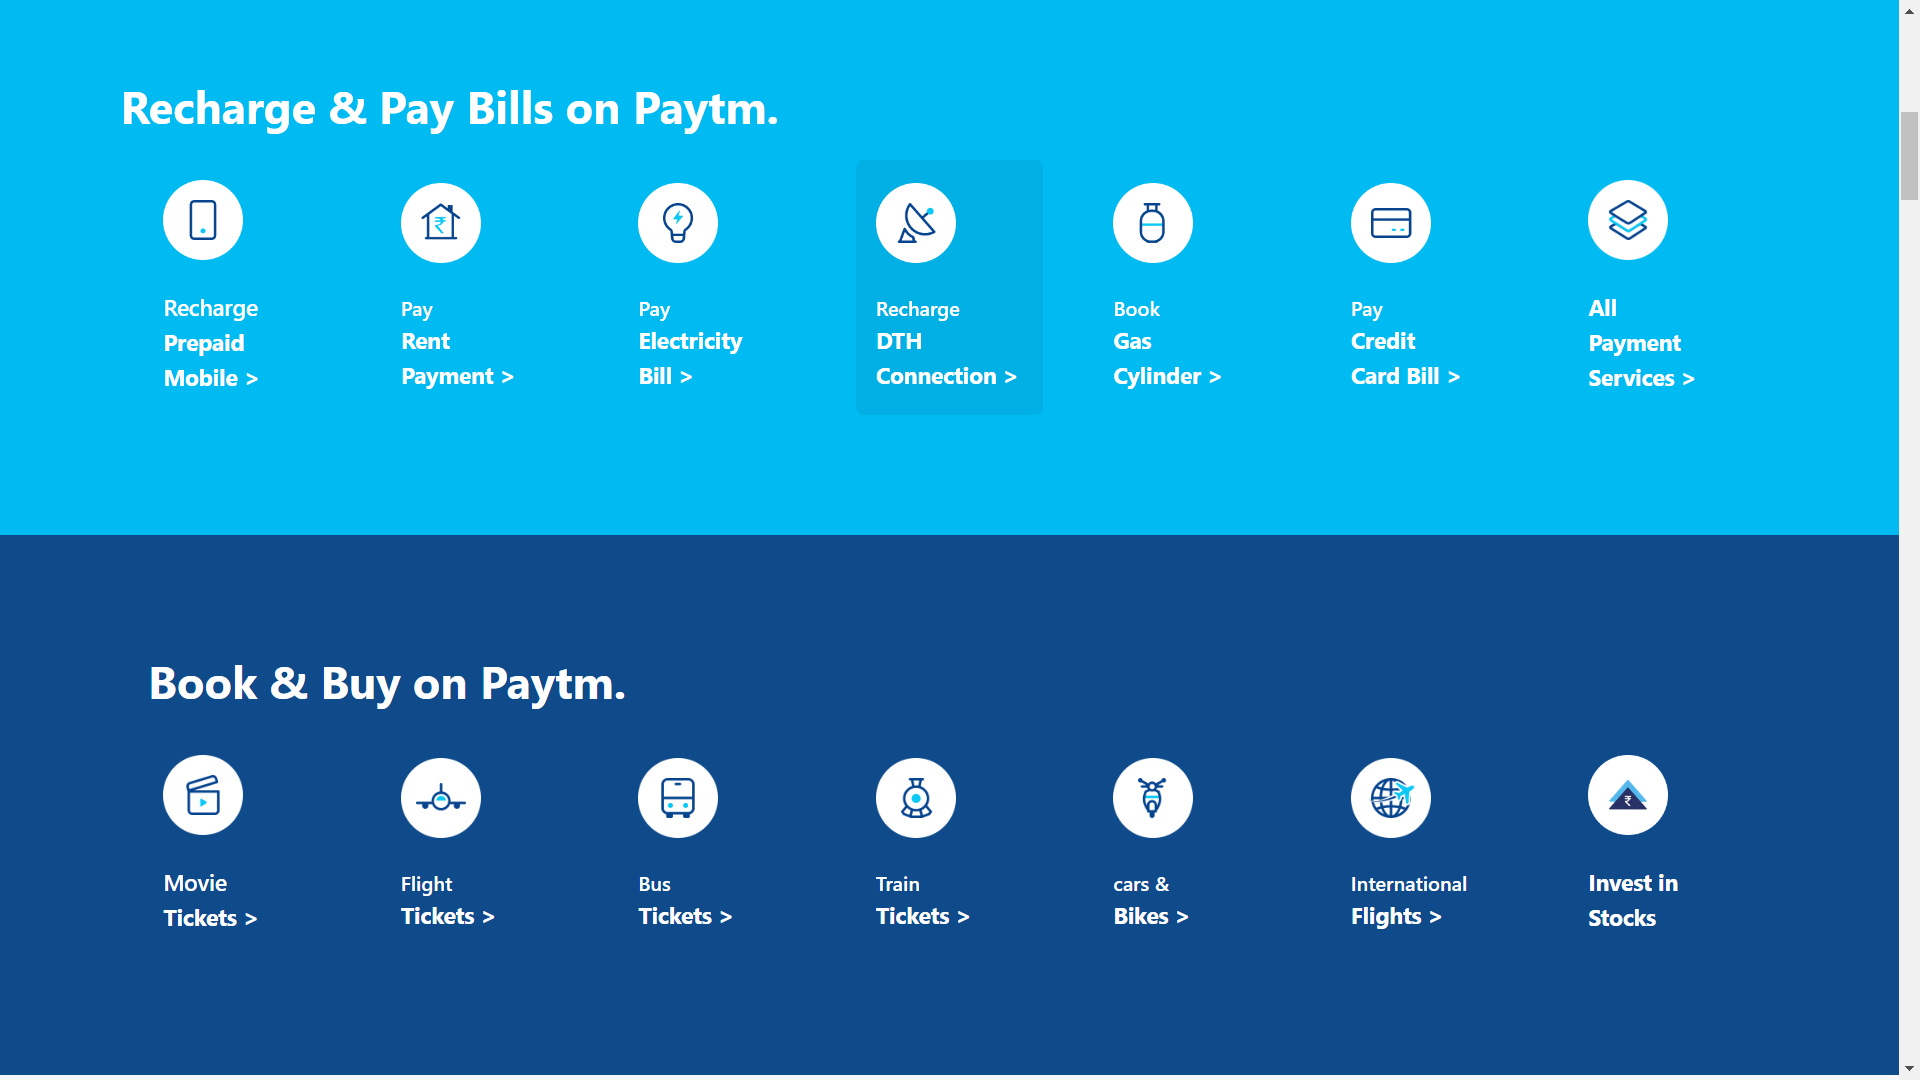 Recharge & Pay Bills on Paytm.
Recharge
Prepaid
Mobile >
Pay
Rent
Payment >
Pay
Electricity
Bill >
Recharge
DTH
Connection >
Book
Gas
Cylinder >
Pay
Credit
Card Bill >
All
Payment
Services >
Book & Buy on Paytm.
Movie
Tickets >
Flight
Tickets >
Bus
Tickets >
Train
Tickets >
cars &
Bikes >
International
Flights >
Invest in
Stocks